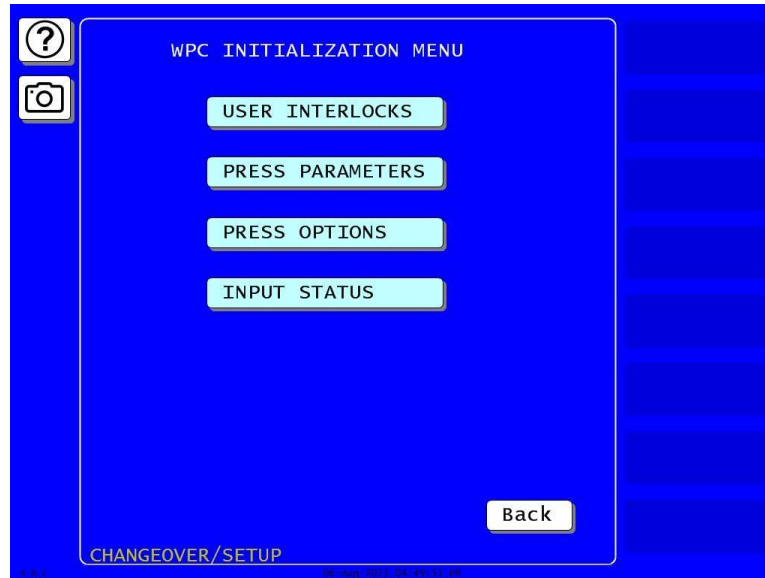 WPC INITIALIZATION MENU
USER INTERLOCKS
PRESS PARAMETERS
PRESS OPTIONS
INPUT STATUS
Back
CHANGEOVER/SETUP